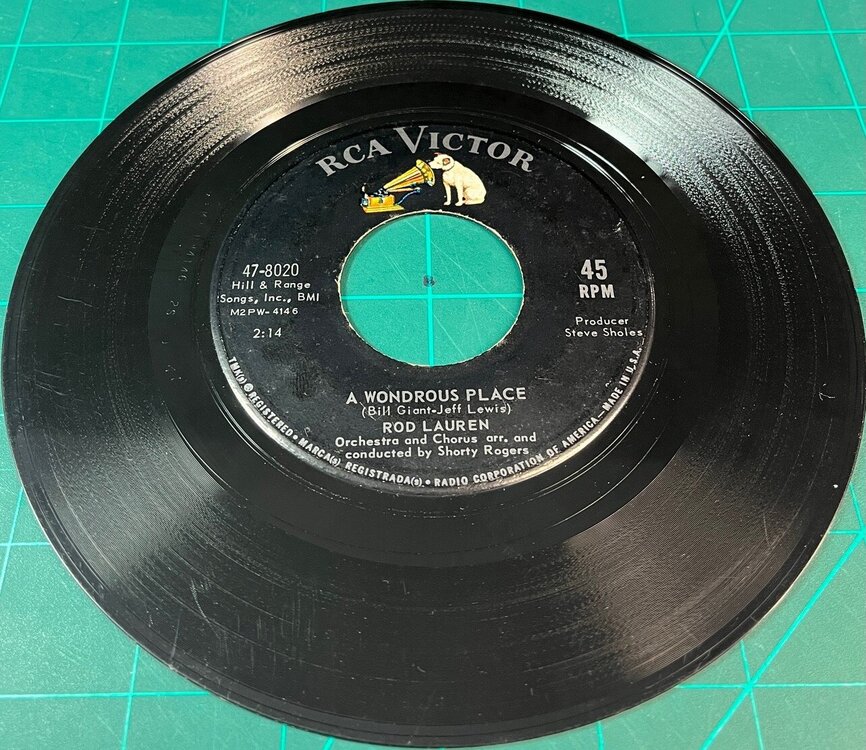 RCA VICTOR
47-8020
Hill & Range
Songs, Inc., BMI
M2PW-4146
2:14
45
RPM
Producer
Steve Sholes
A WONDROUS PLACE
(Bill Giant-Jeff Lewis)
ROD LAUREN
Orchestra and Chorus arr. and
conducted by Shorty Rogers
TMK(s) ® REGISTERED • MARCA(s) REGISTRADA(s) • RADIO CORPORATION OF AMERICA—MADE IN U.S.A.